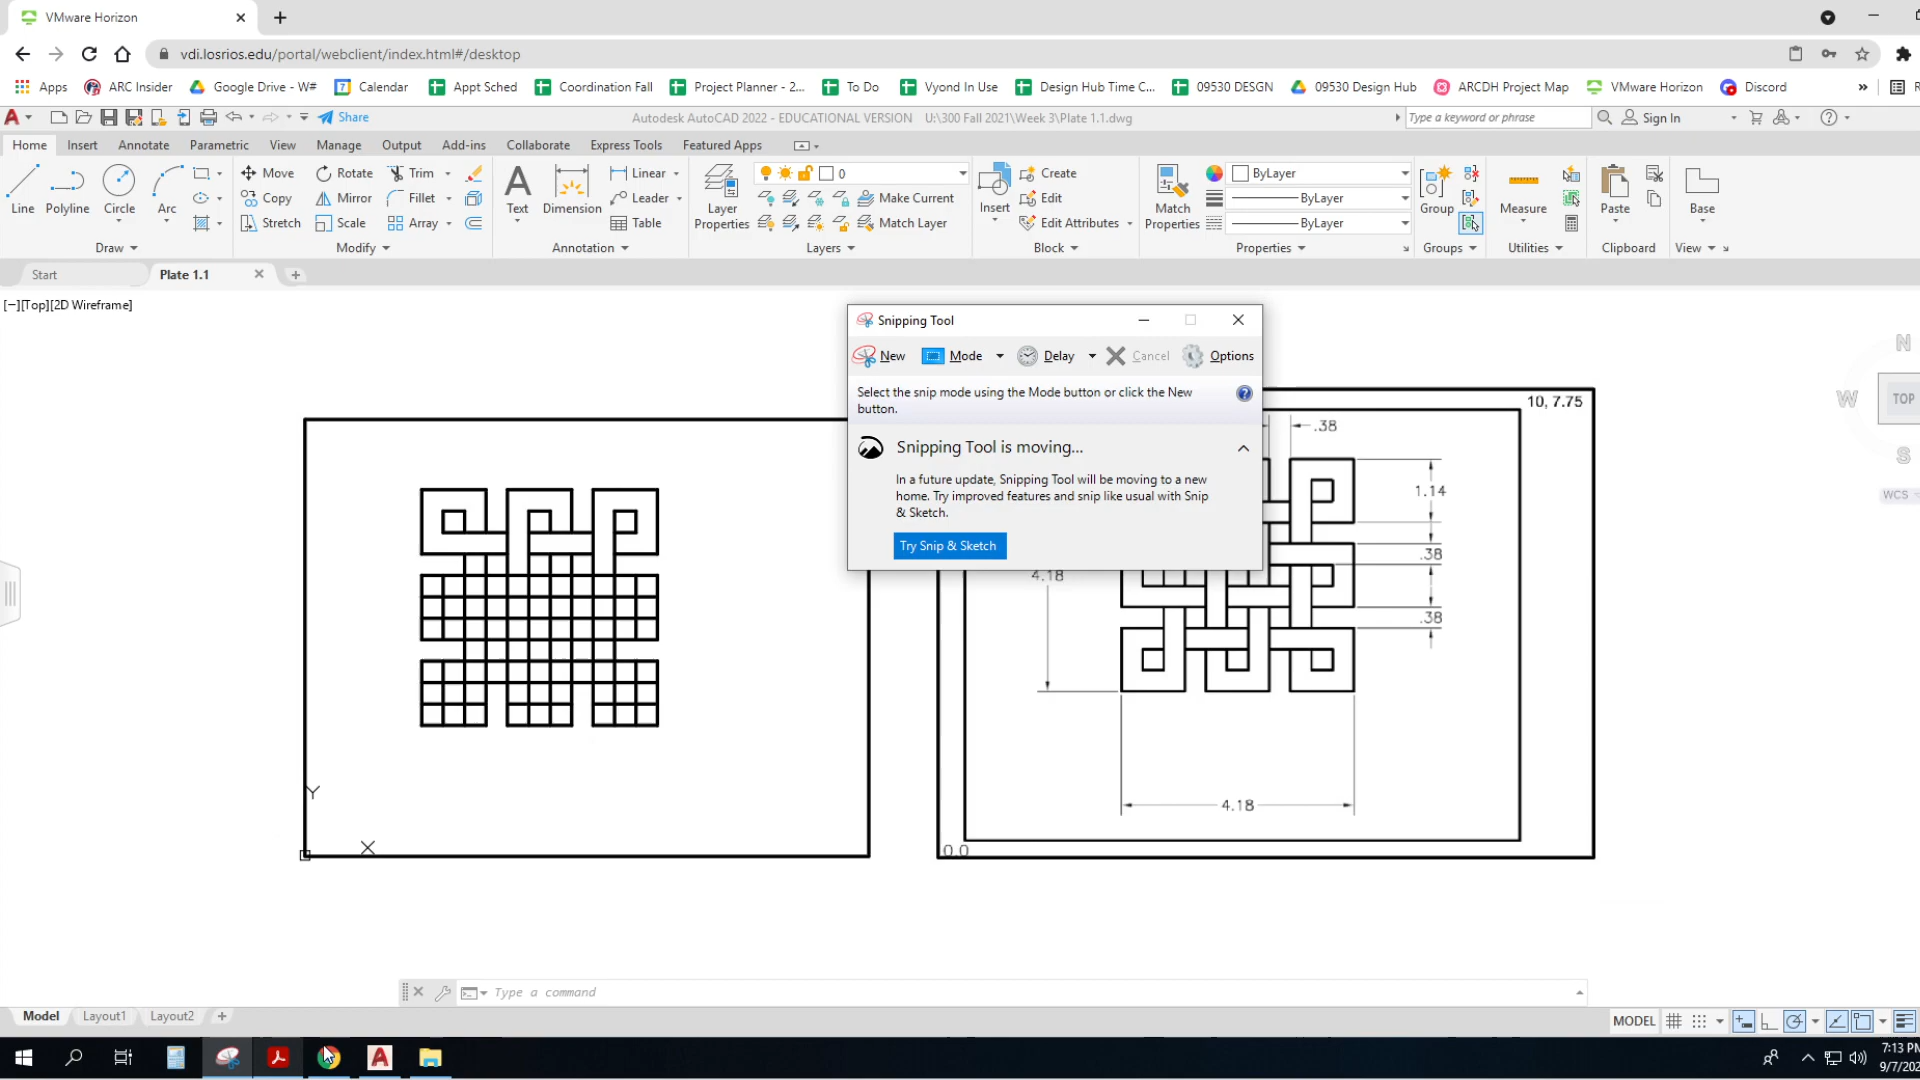 VMware Horizon
vdi.losrios.edu/portal/webclient/index.html#/desktop
Apps ARC Insider Google Drive - W# Calendar Appt Sched Coordination Fall Project Planner - 2... To Do Vyond In Use Design Hub Time C... 09530 DESGN 09530 Design Hub ARCDH Project Map VMware Horizon Discord »
Share Autodesk AutoCAD 2022 - EDUCATIONAL VERSION U:\300 Fall 2021\Week 3\Plate 1.1.dwg Type a keyword or phrase Sign In
Home Insert Annotate Parametric View Manage Output Add-ins Collaborate Express Tools Featured Apps
Line Polyline Circle Arc
Move Rotate Trim
Copy Mirror Fillet
Stretch Scale Array
Text Dimension
Linear
Leader
Table
Layer Properties
0
Make Current
Match Layer
Insert
Create
Edit
Edit Attributes
Match Properties
ByLayer
ByLayer
ByLayer
Group
Measure
Paste
Base
Draw Modify Annotation Layers Block Properties Groups Utilities Clipboard View
Start Plate 1.1
[−][Top][2D Wireframe]
Snipping Tool
New Mode Delay Cancel Options
Select the snip mode using the Mode button or click the New
button.
Snipping Tool is moving...
In a future update, Snipping Tool will be moving to a new
home. Try improved features and snip like usual with Snip
& Sketch.
Try Snip & Sketch
N
W TOP
S
WCS
10, 7.75
.38
1.14
.38
4.18
.38
4.18
0,0
Y
X
Type a command
Model Layout1 Layout2 MODEL
7:13 PM
9/7/202